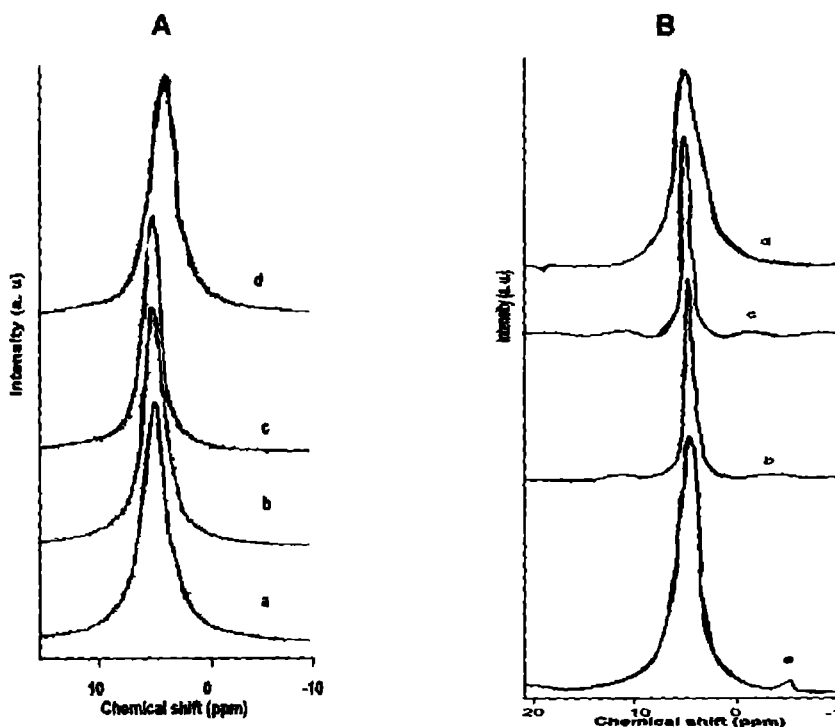 A
B
Intensity (a. u)
d
c
b
a
10 0 -10
Chemical shift (ppm)
Intensity (a. u)
c
b
20 10 0
Chemical shift (ppm)